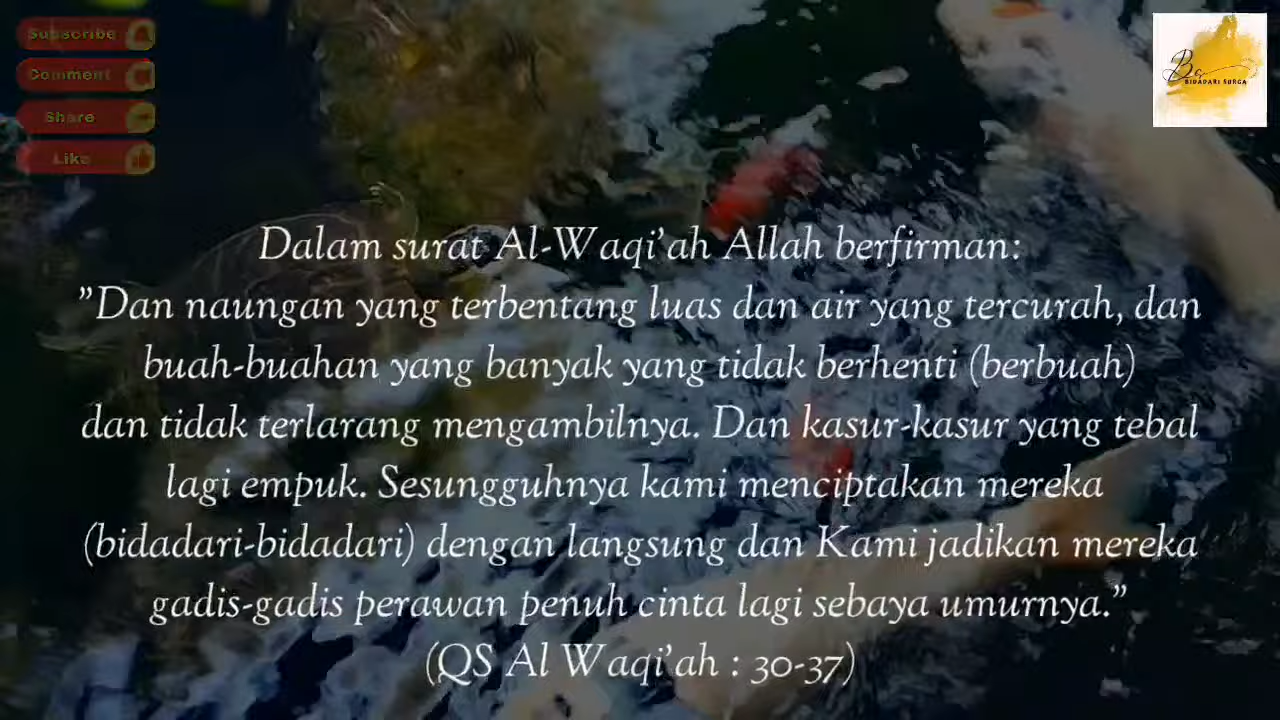 Subscribe
Comment
Share
Like
Bs
BIDADARI SURGA
Dalam surat Al-Waqi'ah Allah berfirman:
"Dan naungan yang terbentang luas dan air yang tercurah, dan
buah-buahan yang banyak yang tidak berhenti (berbuah)
dan tidak terlarang mengambilnya. Dan kasur-kasur yang tebal
lagi empuk. Sesungguhnya kami menciptakan mereka
(bidadari-bidadari) dengan langsung dan Kami jadikan mereka
gadis-gadis perawan penuh cinta lagi sebaya umurnya."
(QS Al Waqi'ah : 30-37)